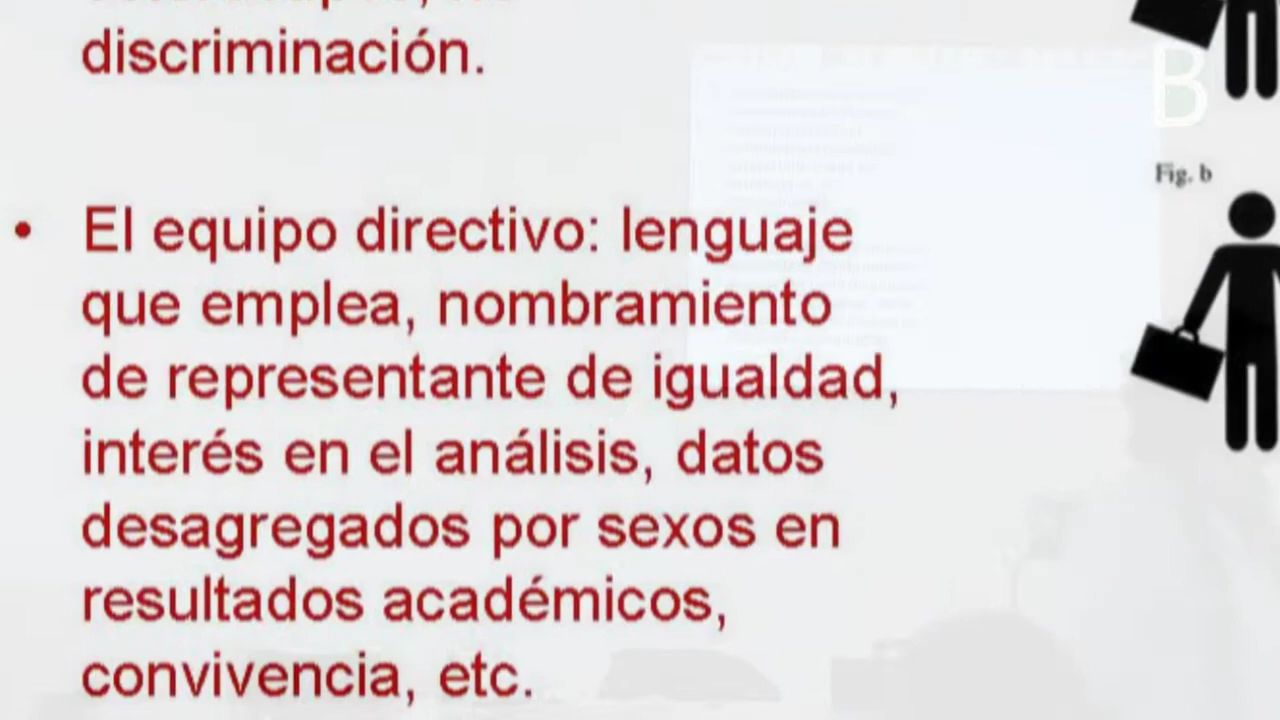 discriminación.
B
Fig. b
• El equipo directivo: lenguaje
que emplea, nombramiento
de representante de igualdad,
interés en el análisis, datos
desagregados por sexos en
resultados académicos,
convivencia, etc.